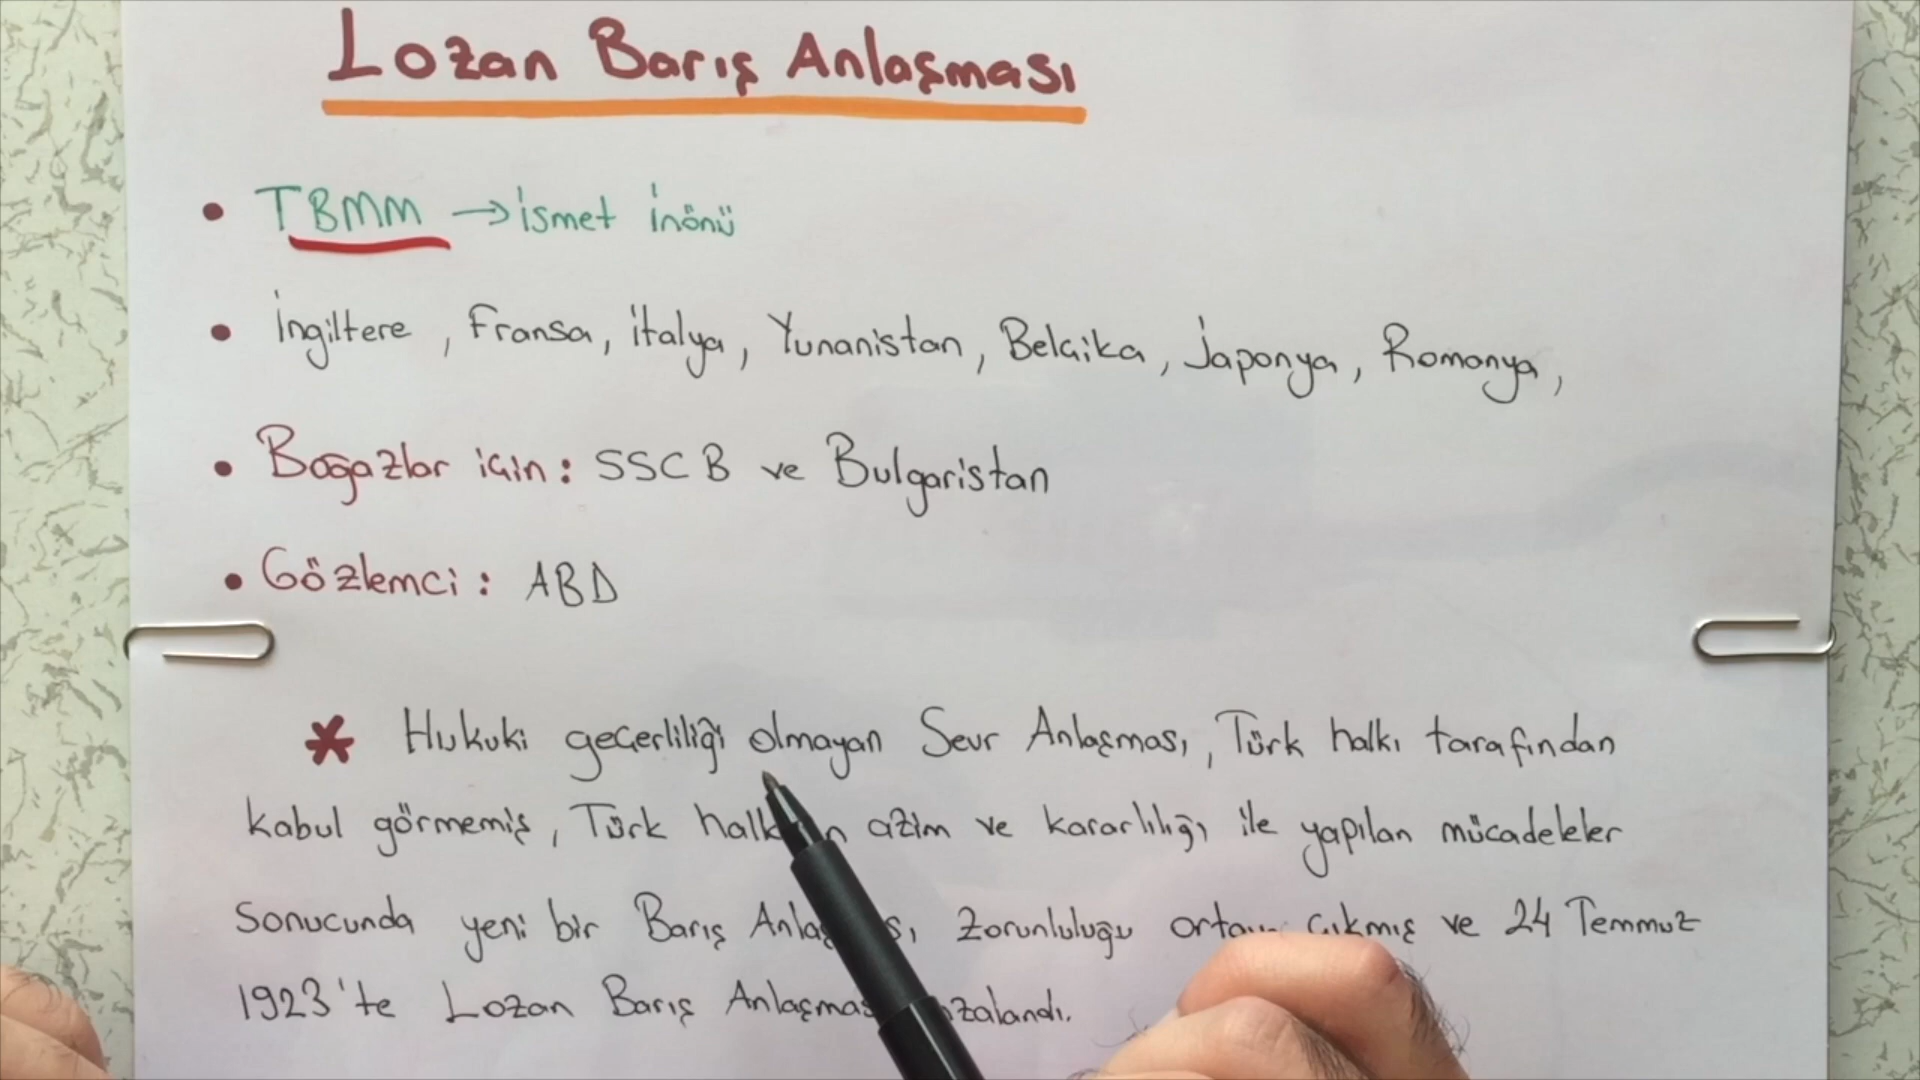 Lozan Barış Anlaşması
• TBMM → İsmet İnönü
• İngiltere, Fransa, İtalya, Yunanistan, Belçika, Japonya, Romanya,
• Boğazlar için: SSCB ve Bulgaristan
• Gözlemci: ABD
* Hukuki geçerliliği olmayan Sevr Anlaşması, Türk halkı tarafından
kabul görmemiş, Türk azim ve kararlılığı ile yapılan mücadeleler
sonucunda yeni bir Barış zorunluluğu çıkmış ve 24 Temmuz
1923'te Lozan Barış